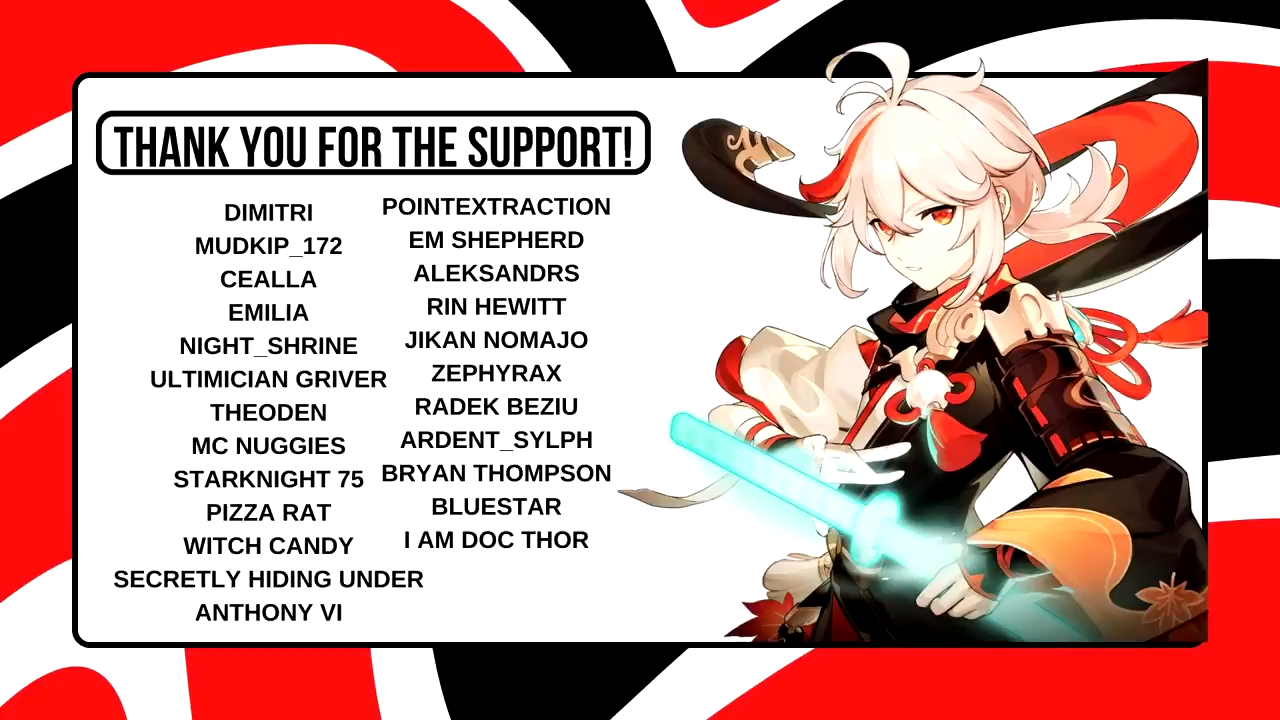 THANK YOU FOR THE SUPPORT!
DIMITRI
MUDKIP_172
CEALLA
EMILIA
NIGHT_SHRINE
ULTIMICIAN GRIVER
THEODEN
MC NUGGIES
STARKNIGHT 75
PIZZA RAT
WITCH CANDY
SECRETLY HIDING UNDER
ANTHONY VI
POINTEXTRACTION
EM SHEPHERD
ALEKSANDRS
RIN HEWITT
JIKAN NOMAJO
ZEPHYRAX
RADEK BEZIU
ARDENT_SYLPH
BRYAN THOMPSON
BLUESTAR
I AM DOC THOR